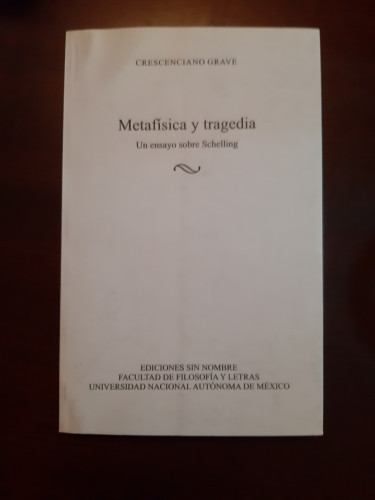 CRESCENCIANO GRAVE
Metafísica y tragedia
Un ensayo sobre Schelling
EDICIONES SIN NOMBRE
FACULTAD DE FILOSOFÍA Y LETRAS
UNIVERSIDAD NACIONAL AUTÓNOMA DE MÉXICO